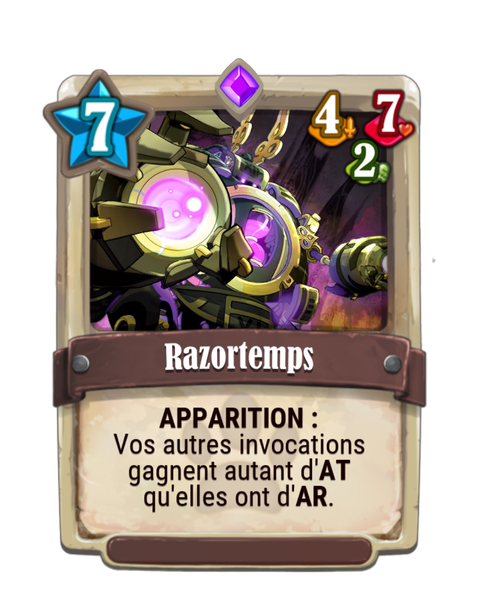 7
4 7
2
Razortemps
APPARITION :
Vos autres invocations
gagnent autant d'AT
qu'elles ont d'AR.